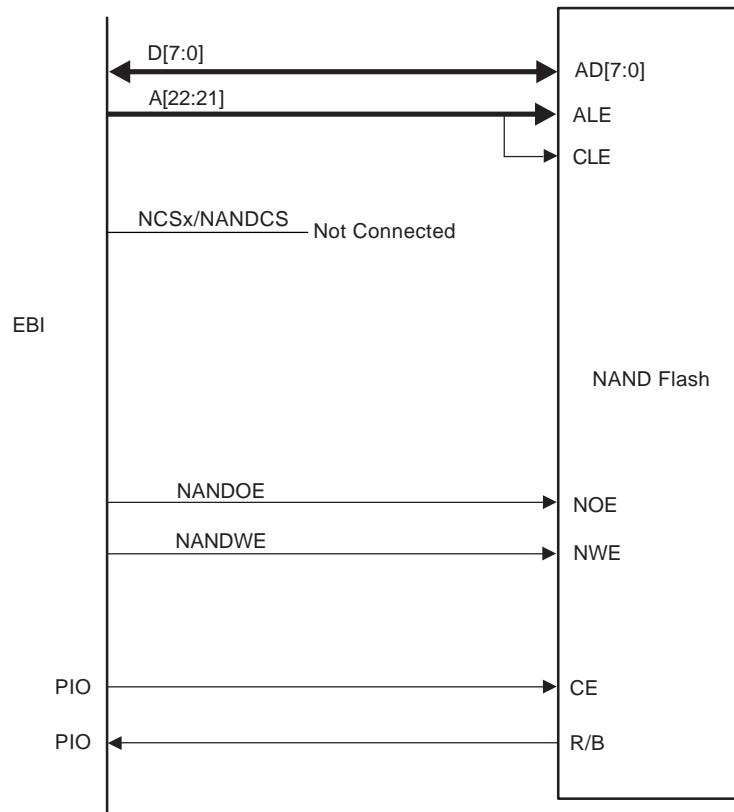 D[7:0]
AD[7:0]
A[22:21]
ALE
CLE
NCSx/NANDCS
Not Connected
EBI
NAND Flash
NANDOE
NOE
NANDWE
NWE
PIO
CE
PIO
R/B